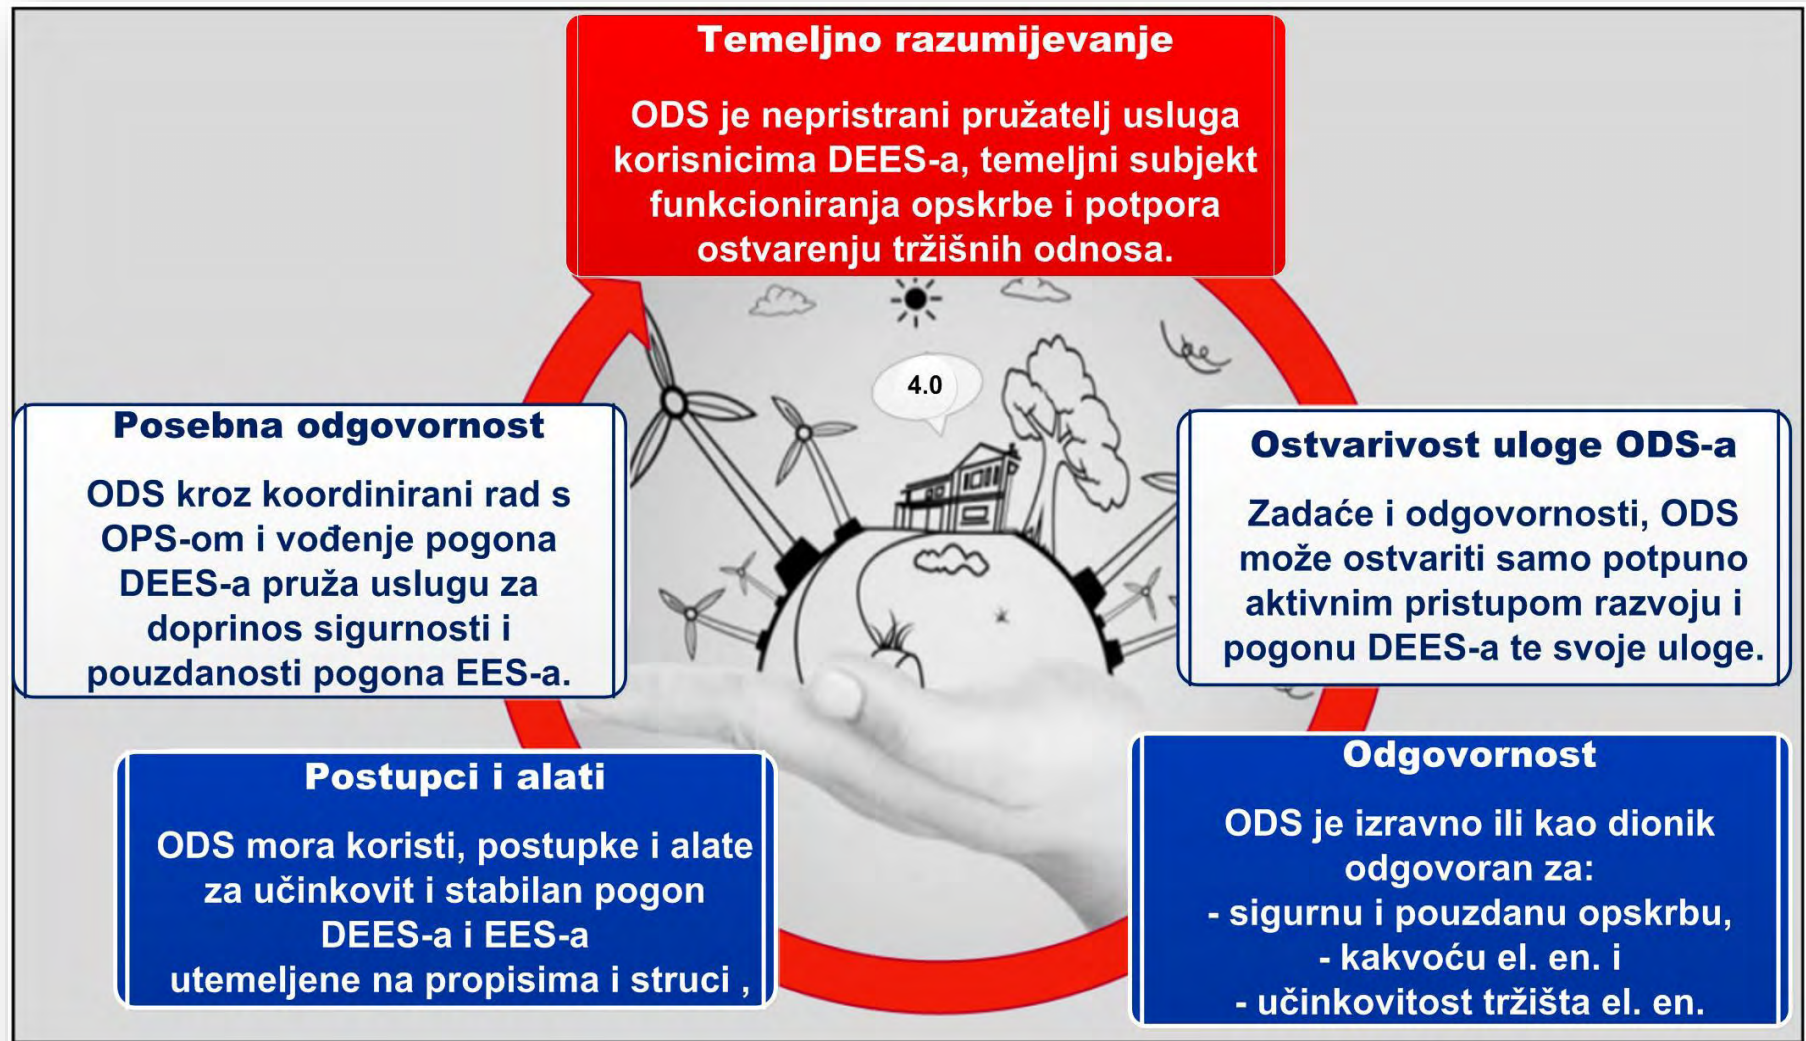 Temeljno razumijevanje
ODS je nepristrani pružatelj usluga
korisnicima DEES-a, temeljni subjekt
funkcioniranja opskrbe i potpora
ostvarenju tržišnih odnosa.
4.0
Posebna odgovornost
ODS kroz koordinirani rad s
OPS-om i vođenje pogona
DEES-a pruža uslugu za
doprinos sigurnosti i
pouzdanosti pogona EES-a.
Ostvarivost uloge ODS-a
Zadaće i odgovornosti, ODS
može ostvariti samo potpuno
aktivnim pristupom razvoju i
pogonu DEES-a te svoje uloge.
Postupci i alati
ODS mora koristi, postupke i alate
za učinkovit i stabilan pogon
DEES-a i EES-a
utemeljene na propisima i struci ,
Odgovornost
ODS je izravno ili kao dionik
odgovoran za:
- sigurnu i pouzdanu opskrbu,
- kakvoću el. en. i
- učinkovitost tržišta el. en.